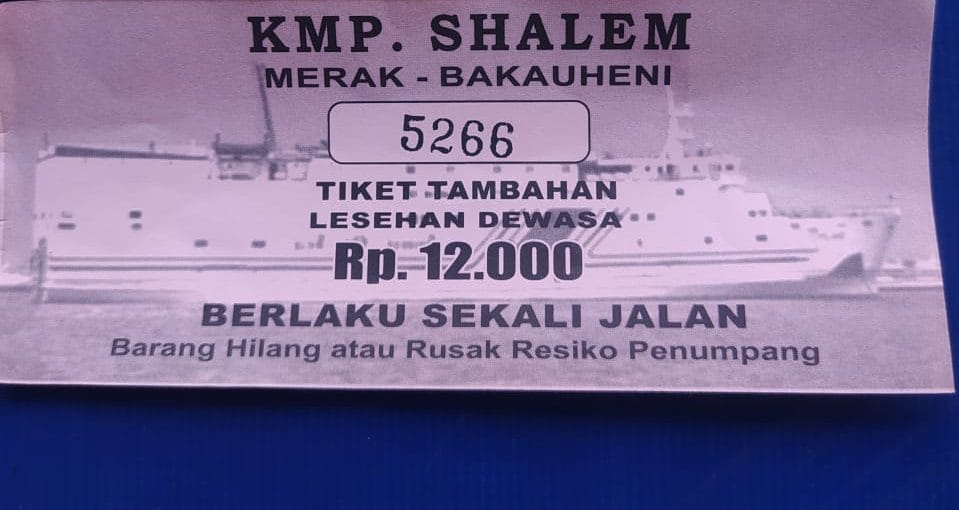 KMP. SHALEM
MERAK - BAKAUHENI
5266
TIKET TAMBAHAN
LESEHAN DEWASA
Rp. 12.000
BERLAKU SEKALI JALAN
Barang Hilang atau Rusak Resiko Penumpang